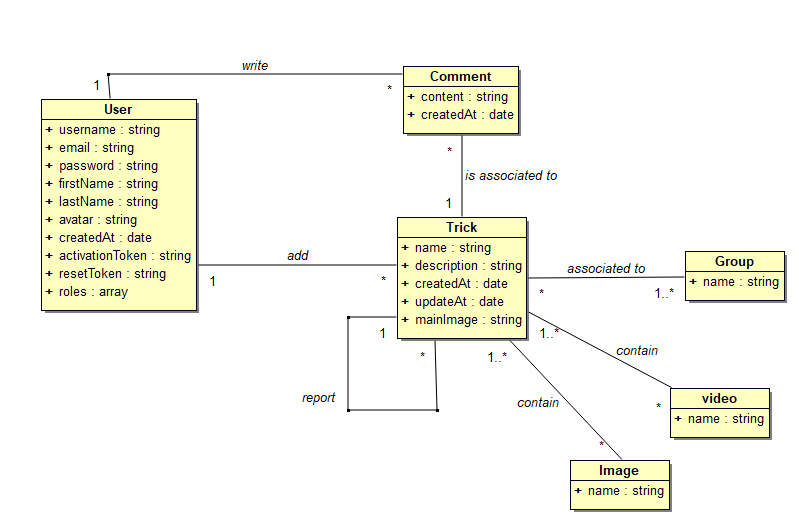 write
1
*
Comment
+ content : string
+ createdAt : date
User
+ username : string
+ email : string
+ password : string
+ firstName : string
+ lastName : string
+ avatar : string
+ createdAt : date
+ activationToken : string
+ resetToken : string
+ roles : array
*
is associated to
1
add
1
*
Trick
+ name : string
+ description : string
+ createdAt : date
+ updateAt : date
+ mainImage : string
associated to
*
1..*
Group
+ name : string
1
*
report
1..*
contain
*
video
+ name : string
1..*
contain
*
Image
+ name : string